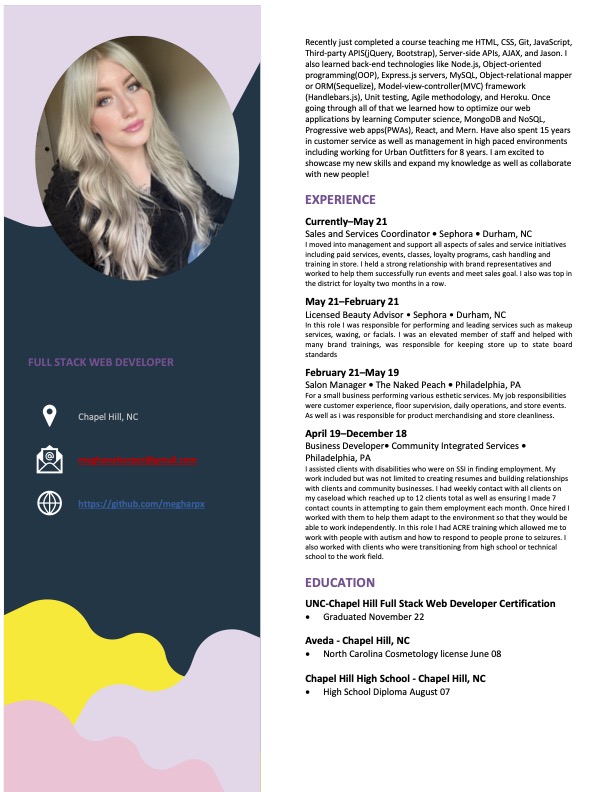 FULL STACK WEB DEVELOPER
Chapel Hill, NC
https://github.com/megharpx
Recently just completed a course teaching me HTML, CSS, Git, JavaScript,
Third-party APIS(jQuery, Bootstrap), Server-side APIs, AJAX, and Jason. I
also learned back-end technologies like Node.js, Object-oriented
programming(OOP), Express.js servers, MySQL, Object-relational mapper
or ORM(Sequelize), Model-view-controller(MVC) framework
(Handlebars.js), Unit testing, Agile methodology, and Heroku. Once
going through all of that we learned how to optimize our web
applications by learning Computer science, MongoDB and NoSQL,
Progressive web apps(PWAs), React, and Mern. Have also spent 15 years
in customer service as well as management in high paced environments
including working for Urban Outfitters for 8 years. I am excited to
showcase my new skills and expand my knowledge as well as collaborate
with new people!
EXPERIENCE
Currently–May 21
Sales and Services Coordinator • Sephora • Durham, NC
I moved into management and support all aspects of sales and service initiatives
including paid services, events, classes, loyalty programs, cash handling and
training in store. I held a strong relationship with brand representatives and
worked to help them successfully run events and meet sales goal. I also was top in
the district for loyalty two months in a row.
May 21–February 21
Licensed Beauty Advisor • Sephora • Durham, NC
In this role I was responsible for performing and leading services such as makeup
services, waxing, or facials. I was an elevated member of staff and helped with
many brand trainings, was responsible for keeping store up to state board
standards
February 21–May 19
Salon Manager • The Naked Peach • Philadelphia, PA
For a small business performing various esthetic services. My job responsibilities
were customer experience, floor supervision, daily operations, and store events.
As well as i was responsible for product merchandising and store cleanliness.
April 19–December 18
Business Developer• Community Integrated Services •
Philadelphia, PA
I assisted clients with disabilities who were on SSI in finding employment. My
work included but was not limited to creating resumes and building relationships
with clients and community businesses. I had weekly contact with all clients on
my caseload which reached up to 12 clients total as well as ensuring I made 7
contact counts in attempting to gain them employment each month. Once hired I
worked with them to help them adapt to the environment so that they would be
able to work independently. In this role I had ACRE training which allowed me to
work with people with autism and how to respond to people prone to seizures. I
also worked with clients who were transitioning from high school or technical
school to the work field.
EDUCATION
UNC-Chapel Hill Full Stack Web Developer Certification
• Graduated November 22
Aveda - Chapel Hill, NC
• North Carolina Cosmetology license June 08
Chapel Hill High School - Chapel Hill, NC
• High School Diploma August 07